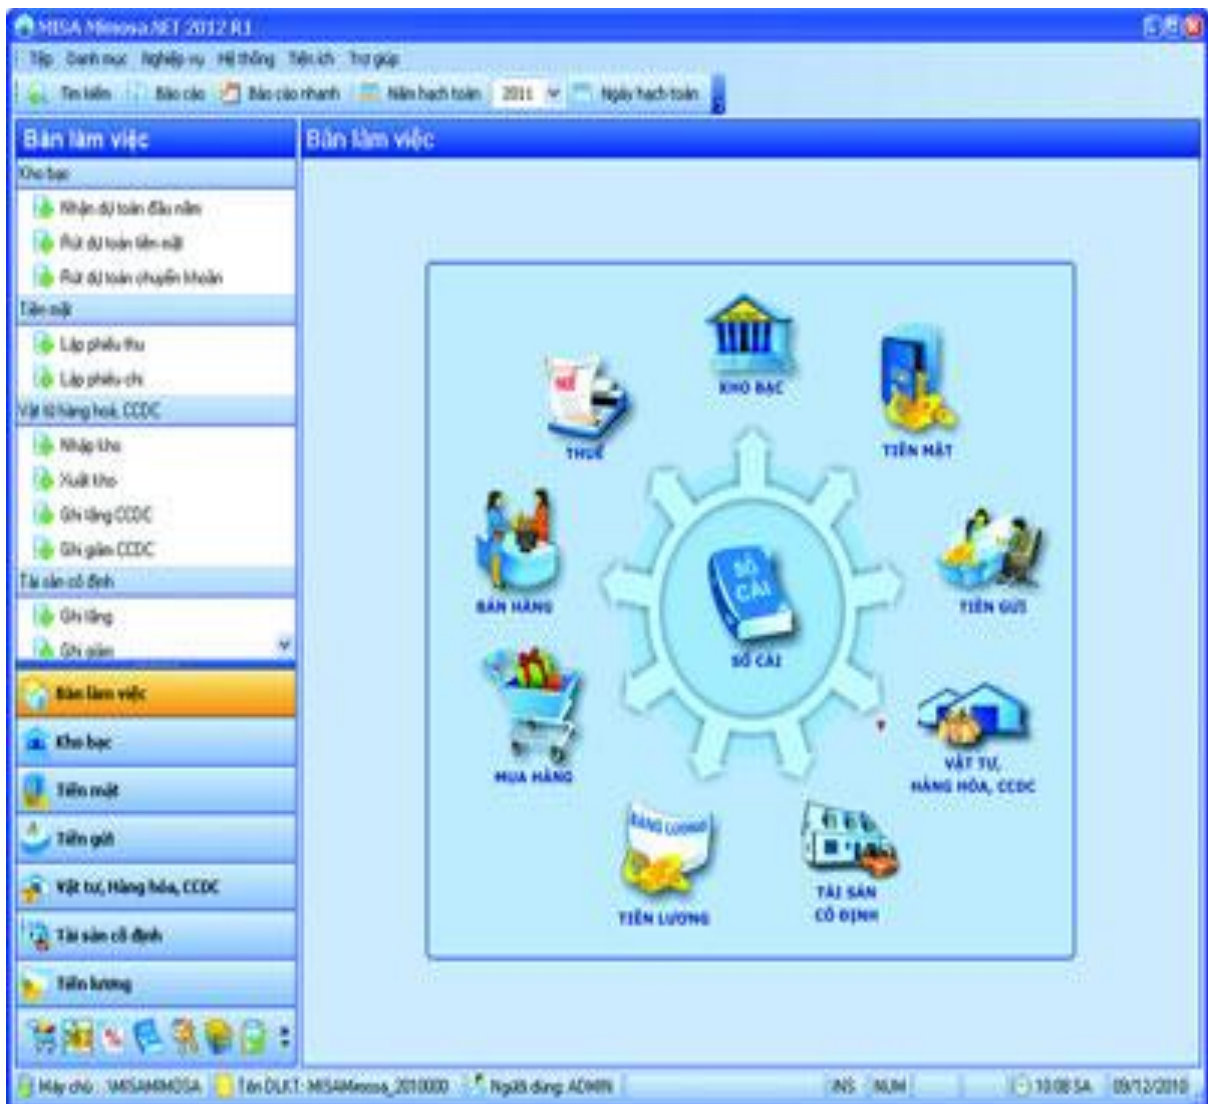 MISA Mimosa.NET 2012 R1
Tệp Danh mục Nghiệp vụ Hệ thống Tiện ích Trợ giúp
Tìm kiếm Báo cáo Báo cáo nhanh Năm hạch toán 2011 Ngày hạch toán
Bàn làm việc
Bàn làm việc
Kho bạc
Nhận dự toán đầu năm
Rút dự toán tiền mặt
Rút dự toán chuyển khoản
Tiền mặt
Lập phiếu thu
Lập phiếu chi
Vật tư hàng hoá, CCDC
Nhập kho
Xuất kho
Ghi tăng CCDC
Ghi giảm CCDC
Tài sản cố định
Ghi tăng
Ghi giảm
Bàn làm việc
Kho bạc
Tiền mặt
Tiền gửi
Vật tư, Hàng hóa, CCDC
Tài sản cố định
Tiền lương
KHO BẠC
TIỀN MẶT
THUẾ
TIỀN GỬI
BÁN HÀNG
SỔ
CÁI
SỔ CÁI
MUA HÀNG
VẬT TƯ,
HÀNG HÓA, CCDC
BẢNG LƯƠNG
TIỀN LƯƠNG
TÀI SẢN
CỐ ĐỊNH
Máy chủ : \MISAMIMOSA Tên DLKT: MISAMimosa_2010000 Người dùng: ADMIN INS NUM 10:08 SA 09/12/2010